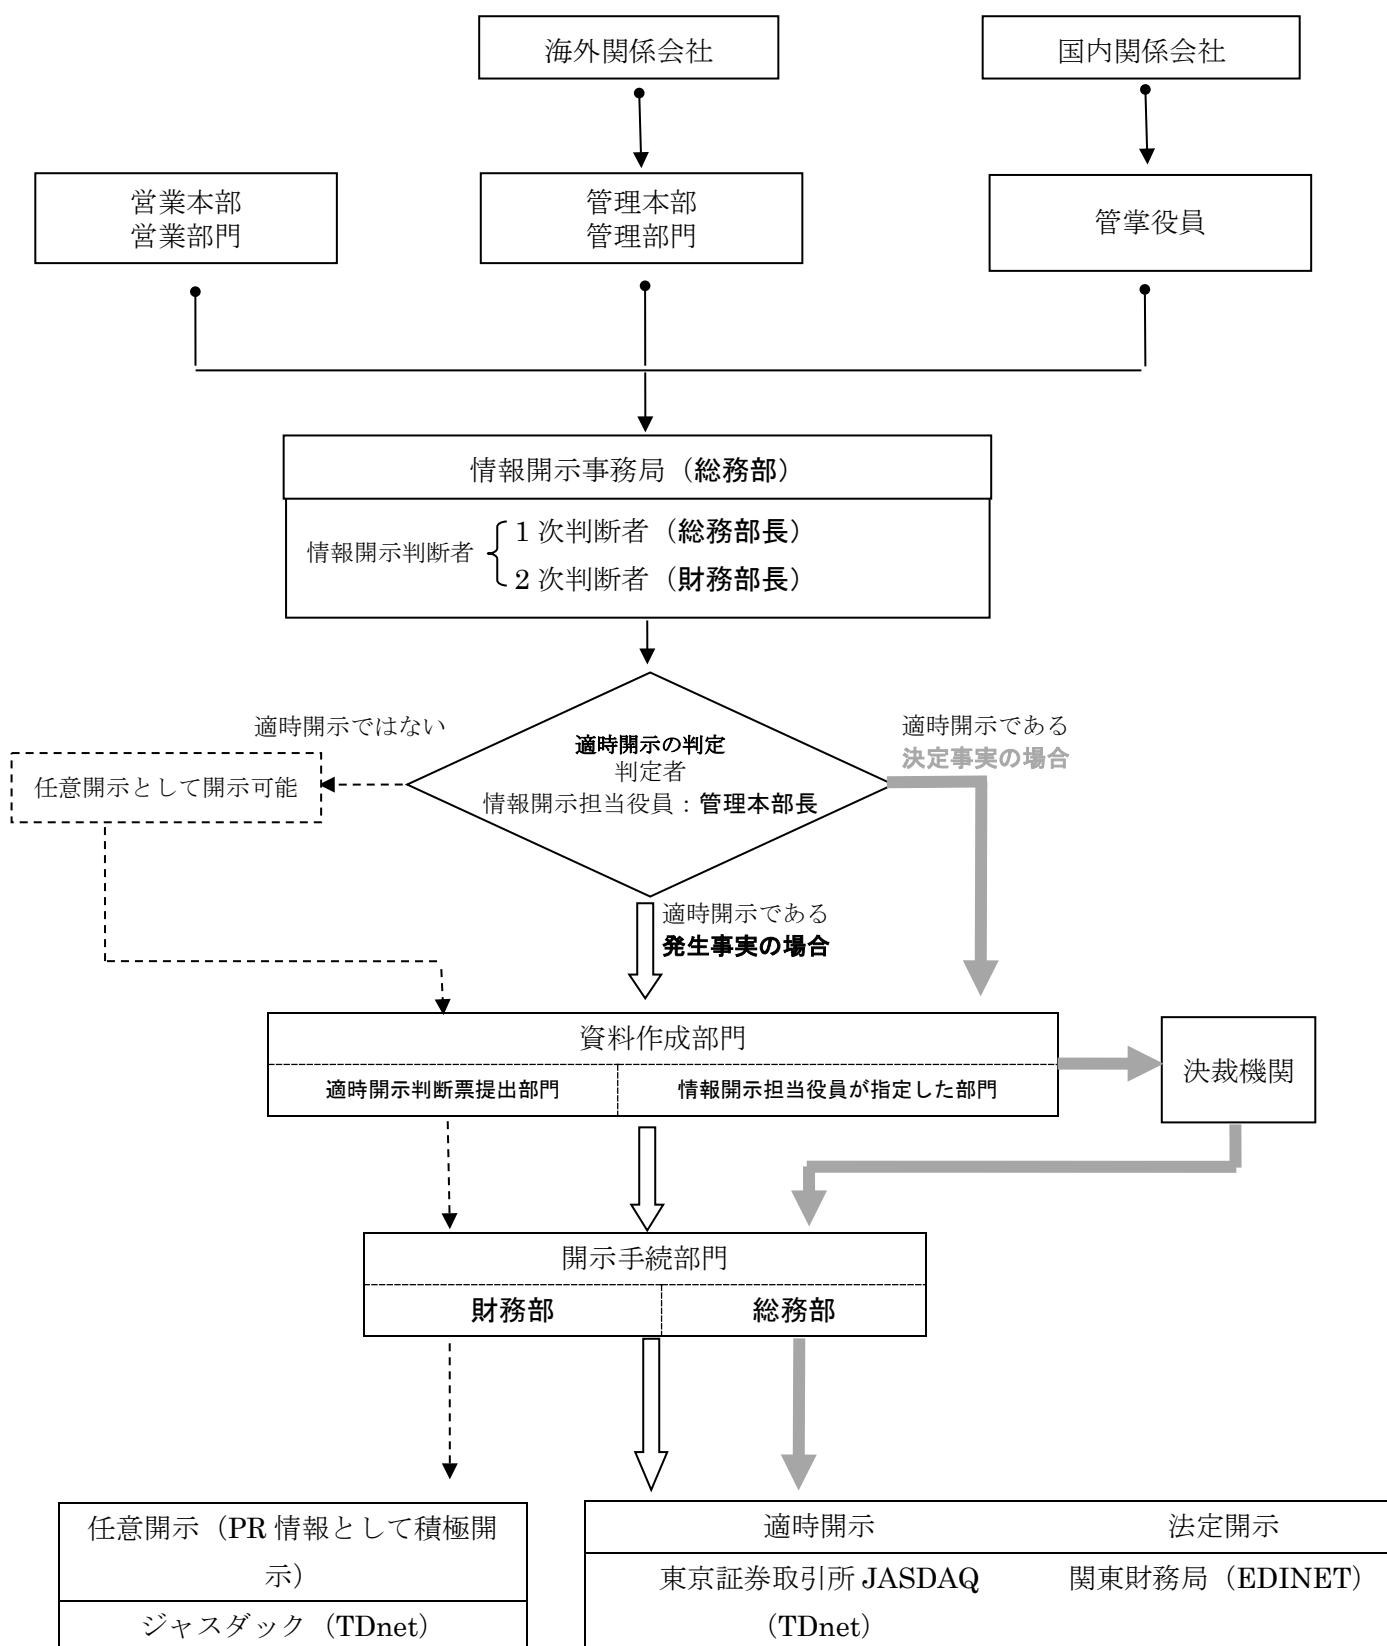 海外関係会社
国内関係会社
営業本部
営業部門
管理本部
管理部門
管掌役員
情報開示事務局（総務部）
情報開示判断者
1 次判断者（総務部長）
2 次判断者（財務部長）
適時開示ではない
任意開示として開示可能
適時開示の判定
判定者
情報開示担当役員：管理本部長
適時開示である
決定事実の場合
適時開示である
発生事実の場合
資料作成部門
適時開示判断票提出部門
情報開示担当役員が指定した部門
決裁機関
開示手続部門
財務部
総務部
任意開示（PR 情報として積極開
示）
ジャスダック（TDnet）
適時開示
法定開示
東京証券取引所 JASDAQ
（TDnet）
関東財務局（EDINET）